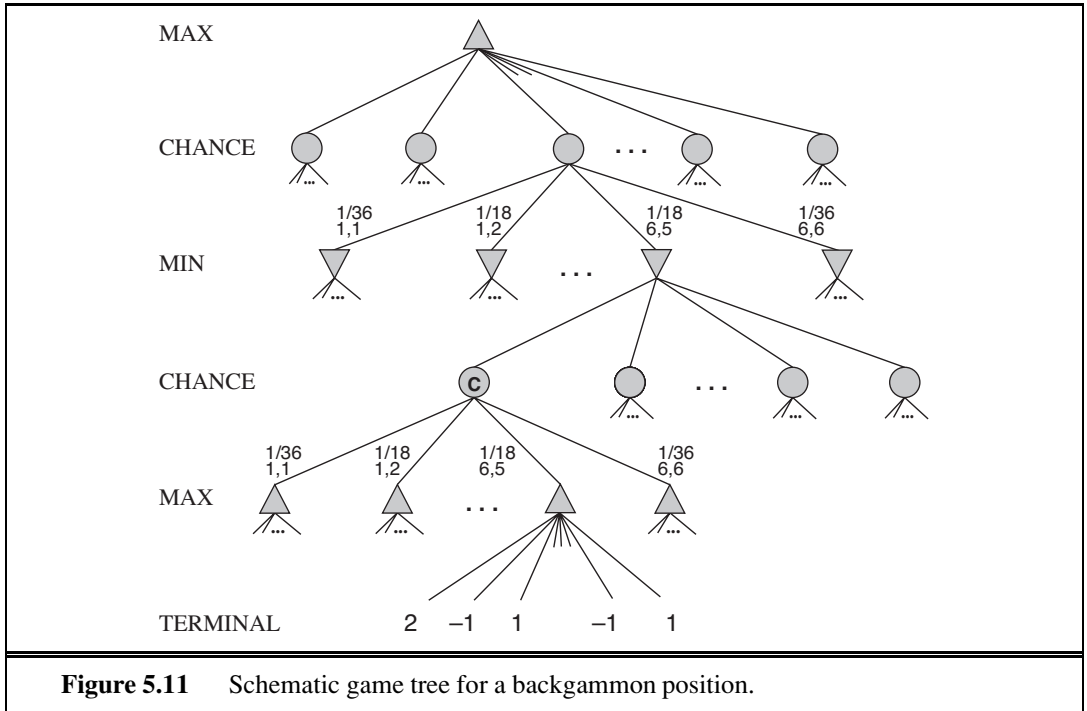 MAX
CHANCE
. . .
... ... ... ...
1/36 1/18 1/18 1/36
1,1 1,2 6,5 6,6
MIN
. . .
... ... ...
CHANCE
C
. . .
... ... ...
1/36 1/18 1/18 1/36
1,1 1,2 6,5 6,6
MAX
. . .
... ... ...
TERMINAL 2 –1 1 –1 1
Figure 5.11 Schematic game tree for a backgammon position.